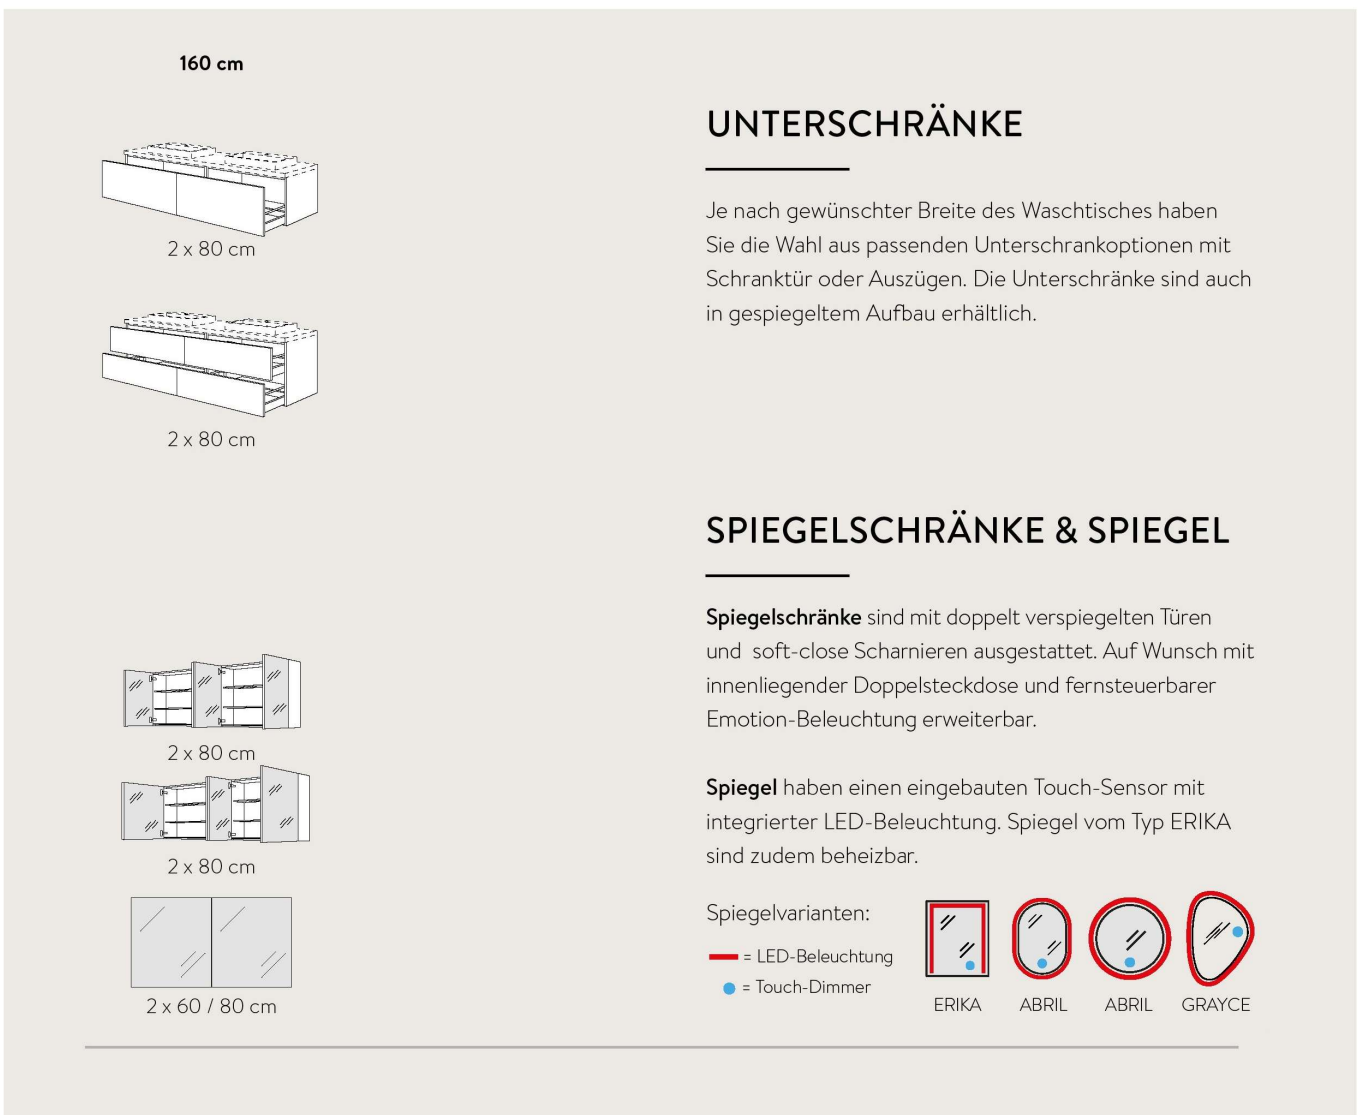 160 cm
2 x 80 cm
2 x 80 cm
UNTERSCHRÄNKE
Je nach gewünschter Breite des Waschtisches haben
Sie die Wahl aus passenden Unterschrankoptionen mit
Schranktür oder Auszügen. Die Unterschränke sind auch
in gespiegeltem Aufbau erhältlich.
2 x 80 cm
2 x 80 cm
2 x 60 / 80 cm
SPIEGELSCHRÄNKE & SPIEGEL
Spiegelschränke sind mit doppelt verspiegelten Türen
und soft-close Scharnieren ausgestattet. Auf Wunsch mit
innenliegender Doppelsteckdose und fernsteuerbarer
Emotion-Beleuchtung erweiterbar.
Spiegel haben einen eingebauten Touch-Sensor mit
integrierter LED-Beleuchtung. Spiegel vom Typ ERIKA
sind zudem beheizbar.
Spiegelvarianten:
= LED-Beleuchtung
= Touch-Dimmer
ERIKA
ABRIL
ABRIL
GRAYCE